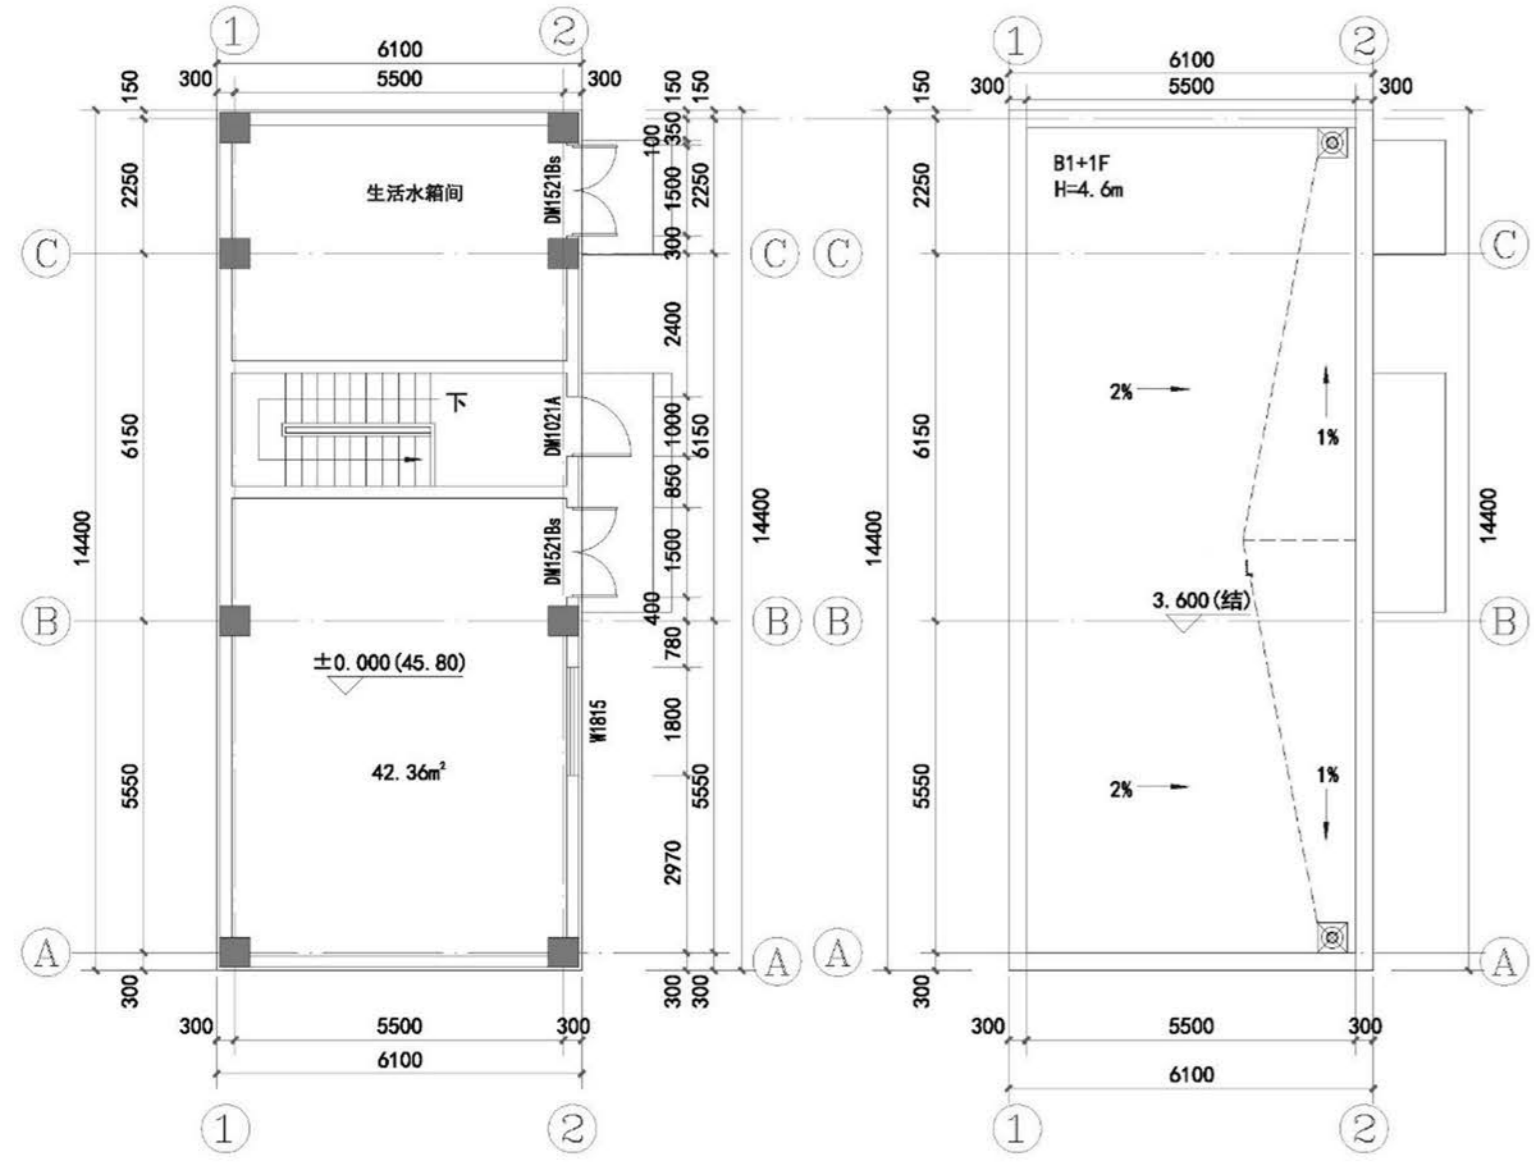 1
2
6100
300
5500
300
150
150
150
2250
100
350
1500
2250
300
DM1521Bs
生活水箱间
C
C
2400
下
DM1021A
1000
6150
6150
850
14400
14400
DM1521Bs
1500
400
B
B
780
±0.000(45.80)
W1815
1800
42.36m²
5550
5550
2970
A
A
300
300
300
300
5500
300
6100
1
2
1
2
6100
300
5500
300
150
B1+1F
H=4.6m
2250
C
C
2%
1%
6150
14400
14400
L
3.600(结)
B
B
2%
1%
5550
A
A
300
300
5500
300
6100
1
2